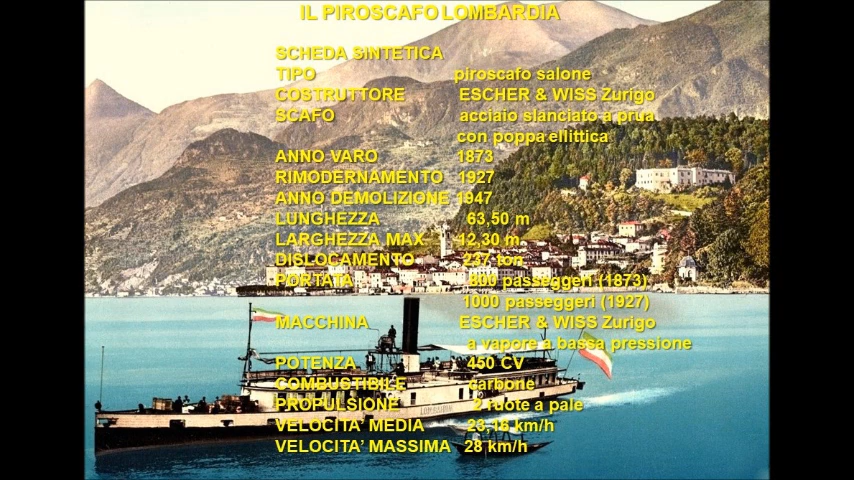 IL PIROSCAFO LOMBARDIA
SCHEDA SINTETICA
TIPO piroscafo salone
COSTRUTTORE ESCHER & WISS Zurigo
SCAFO acciaio slanciato a prua
con poppa ellittica
ANNO VARO 1873
RIMODERNAMENTO 1927
ANNO DEMOLIZIONE 1947
LUNGHEZZA 63,50 m
LARGHEZZA MAX 12,30 m
DISLOCAMENTO 237 ton
PORTATA 800 passeggeri (1873)
1000 passeggeri (1927)
MACCHINA ESCHER & WISS Zurigo
a vapore a bassa pressione
POTENZA 450 CV
COMBUSTIBILE carbone
PROPULSIONE 2 ruote a pale
LOMBARDIA
VELOCITA' MEDIA 23,16 km/h
VELOCITA' MASSIMA 28 km/h